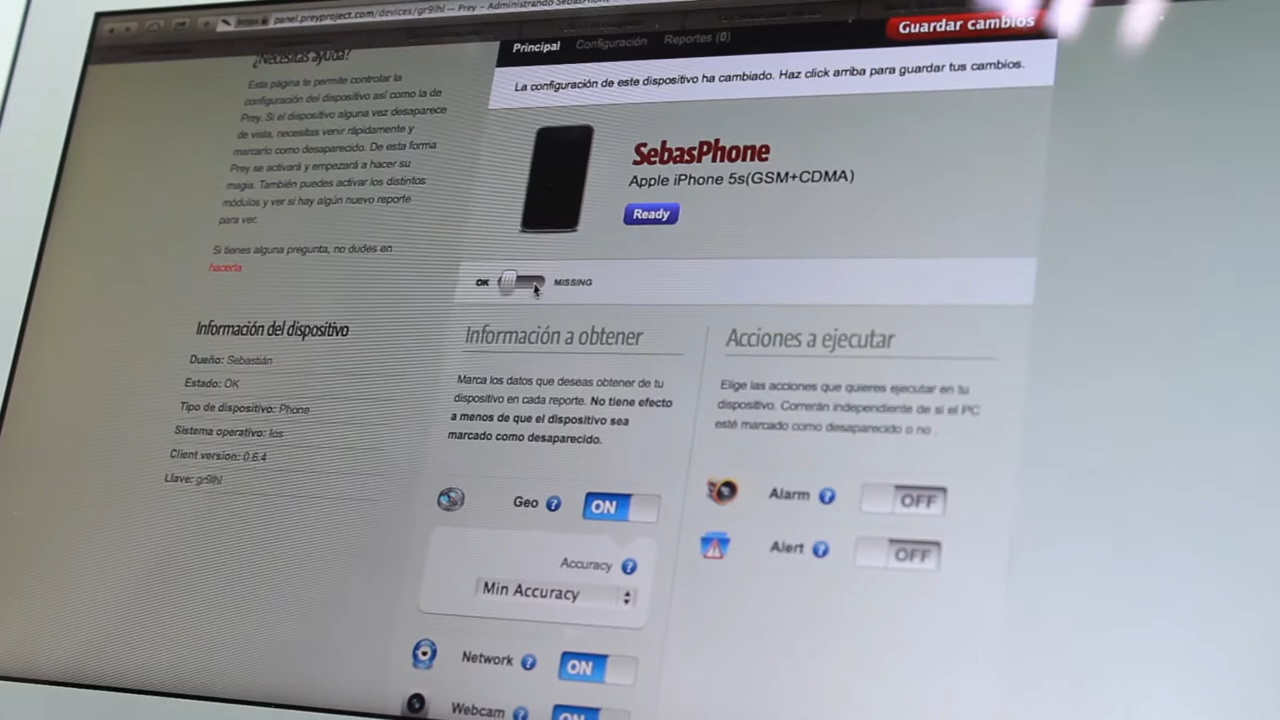 panel.preyproject.com/devices/gr9lhl — Prey – Administrando SebasPhone
¿Necesitas ayuda?
Esta página te permite controlar la
configuración del dispositivo así como la de
Prey. Si el dispositivo alguna vez desaparece
de vista, necesitas venir rápidamente y
marcarlo como desaparecido. De esta forma
Prey se activará y empezará a hacer su
magia. También puedes activar los distintos
módulos y ver si hay algún nuevo reporte
para ver.
Si tienes alguna pregunta, no dudes en
hacerla
Información del dispositivo
Dueño: Sebastián
Estado: OK
Tipo de dispositivo: Phone
Sistema operativo: Ios
Client version: 0.6.4
Llave: gr9lhl
Principal Configuración Reportes (0)
Guardar cambios
La configuración de este dispositivo ha cambiado. Haz click arriba para guardar tus cambios.
SebasPhone
Apple iPhone 5s(GSM+CDMA)
Ready
OK MISSING
Información a obtener
Marca los datos que deseas obtener de tu
dispositivo en cada reporte. No tiene efecto
a menos de que el dispositivo sea
marcado como desaparecido.
Geo ? ON
Accuracy ?
Min Accuracy
Network ? ON
Webcam ? ON
Acciones a ejecutar
Elige las acciones que quieres ejecutar en tu
dispositivo. Correrán independiente de si el PC
esté marcado como desaparecido o no .
Alarm ? OFF
Alert ? OFF